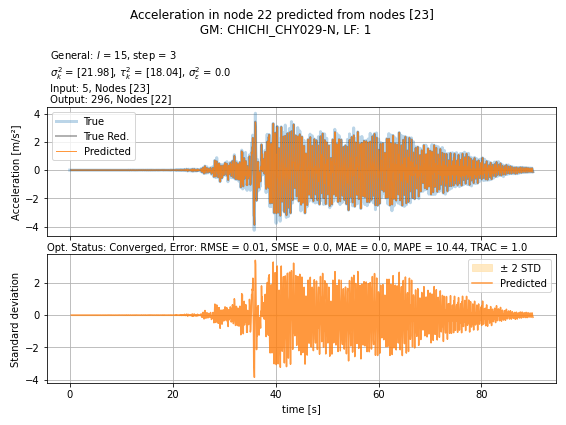 Acceleration in node 22 predicted from nodes [23]
GM: CHICHI_CHY029-N, LF: 1
General: l = 15, step = 3
σ²ₖ = [21.98], τ²ₖ = [18.04], σ²ε = 0.0
Input: 5, Nodes [23]
Output: 296, Nodes [22]
Acceleration [m/s²]
4
2
0
−2
−4
True
True Red.
Predicted
Opt. Status: Converged, Error: RMSE = 0.01, SMSE = 0.0, MAE = 0.0, MAPE = 10.44, TRAC = 1.0
Standard deviation
2
0
−2
−4
± 2 STD
Predicted
0 20 40 60 80
time [s]